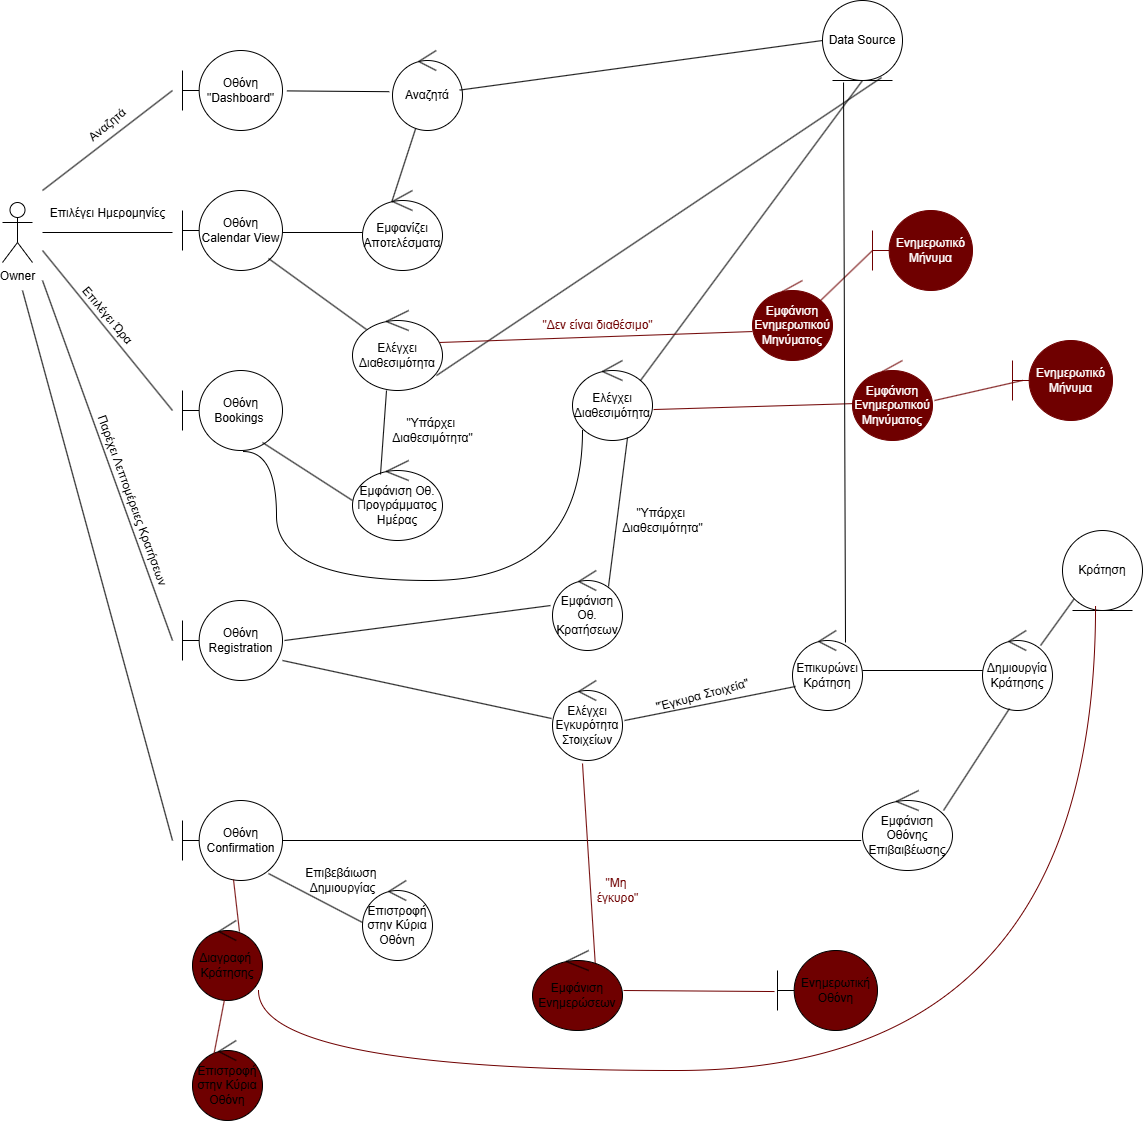 Data Source
Οθόνη
"Dashboard"
Αναζητά
Αναζητά
Επιλέγει Ημερομηνίες
Οθόνη
Calendar View
Εμφανίζει
Αποτελέσματα
Ενημερωτικό
Μήνυμα
Owner
Επιλέγει Ώρα
Ελέγχει
Διαθεσιμότητα
"Δεν είναι διαθέσιμο"
Εμφάνιση
Ενημερωτικού
Μηνύματος
Οθόνη
Bookings
"Υπάρχει
Διαθεσιμότητα"
Ελέγχει
Διαθεσιμότητα
Εμφάνιση
Ενημερωτικού
Μηνύματος
Ενημερωτικό
Μήνυμα
Παρέχει Λεπτομέρειες Κρατήσεων
Εμφάνιση Οθ.
Προγράμματος
Ημέρας
"Υπάρχει
Διαθεσιμότητα"
Κράτηση
Οθόνη
Registration
Εμφάνιση
Οθ.
Κρατήσεων
Επικυρώνει
Κράτηση
Δημιουργία
Κράτησης
Ελέγχει
Εγκυρότητα
Στοιχείων
"Έγκυρα Στοιχεία"
Οθόνη
Confirmation
Εμφάνιση
Οθόνης
Επιβαιβέωσης
Επιβεβάιωση
Δημιουργίας
Επιστροφή
στην Κύρια
Οθόνη
"Μη
έγκυρο"
Διαγραφή
Κράτησης
Εμφάνιση
Ενημερώσεων
Ενημερωτική
Οθόνη
Επιστροφή
στην Κύρια
Οθόνη